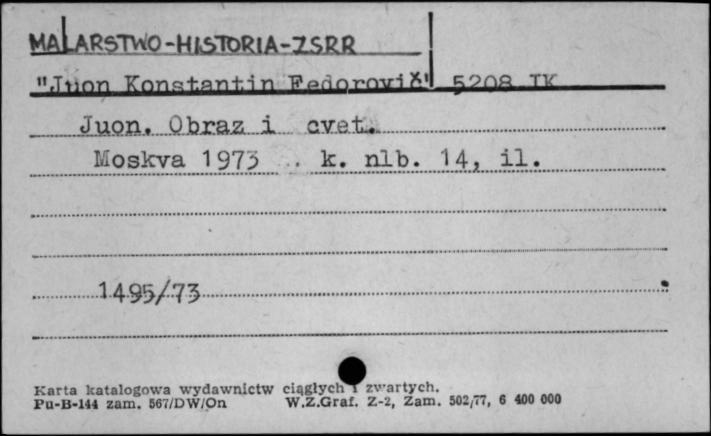 MALARSTWO-HISTORIA-ZSRR
"Juon Konstantin Fedorovič" 5208 IK
Juon. Obraz i cvet.
Moskva 1973 .. k. nlb. 14, il.
1495/73
Karta katalogowa wydawnictw ciągłych i zwartych.
Pu-B-144 zam. 567/DW/On W.Z.Graf. Z-2, Zam. 502/77, 6 400 000